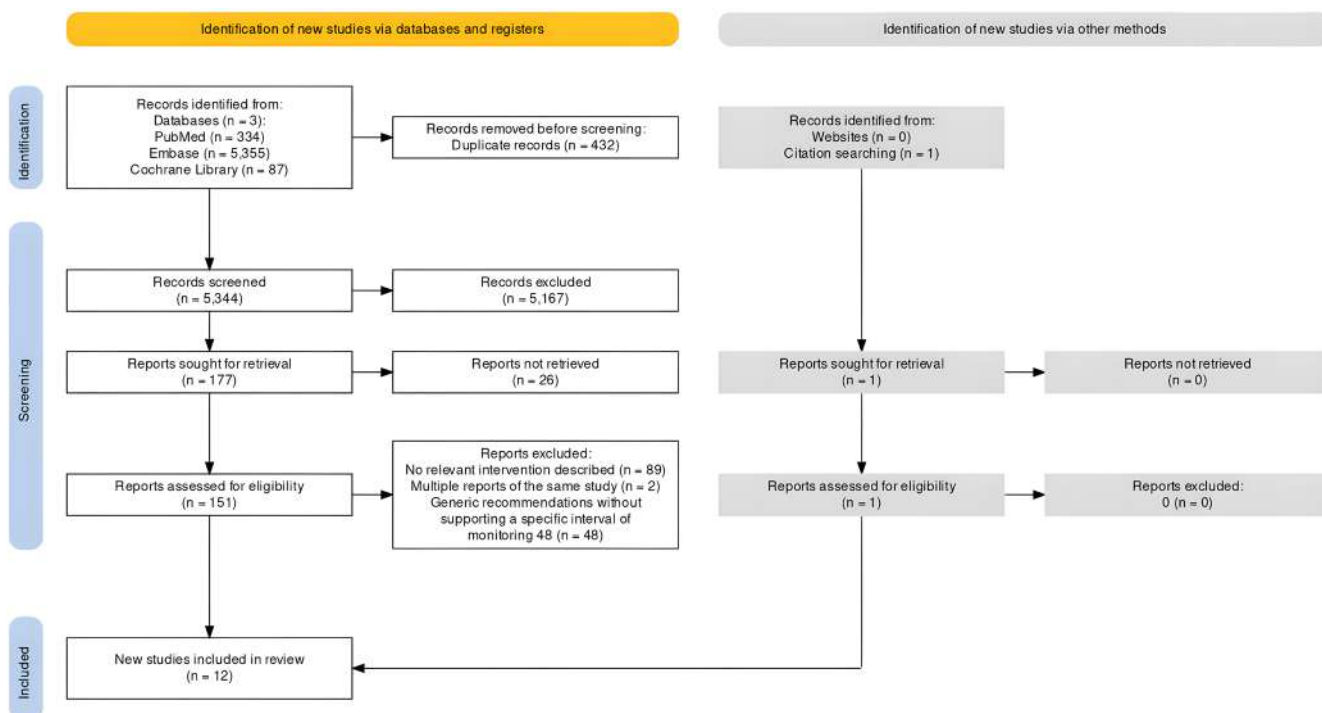 Identification of new studies via databases and registers
Identification of new studies via other methods
Identification
Records identified from:
Databases (n = 3):
PubMed (n = 334)
Embase (n = 5,355)
Cochrane Library (n = 87)
Records removed before screening:
Duplicate records (n = 432)
Records identified from:
Websites (n = 0)
Citation searching (n = 1)
Screening
Records screened
(n = 5,344)
Records excluded
(n = 5,167)
Reports sought for retrieval
(n = 177)
Reports not retrieved
(n = 26)
Reports sought for retrieval
(n = 1)
Reports not retrieved
(n = 0)
Reports assessed for eligibility
(n = 151)
Reports excluded:
No relevant intervention described (n = 89)
Multiple reports of the same study (n = 2)
Generic recommendations without
supporting a specific interval of
monitoring 48 (n = 48)
Reports assessed for eligibility
(n = 1)
Reports excluded:
0 (n = 0)
Included
New studies included in review
(n = 12)